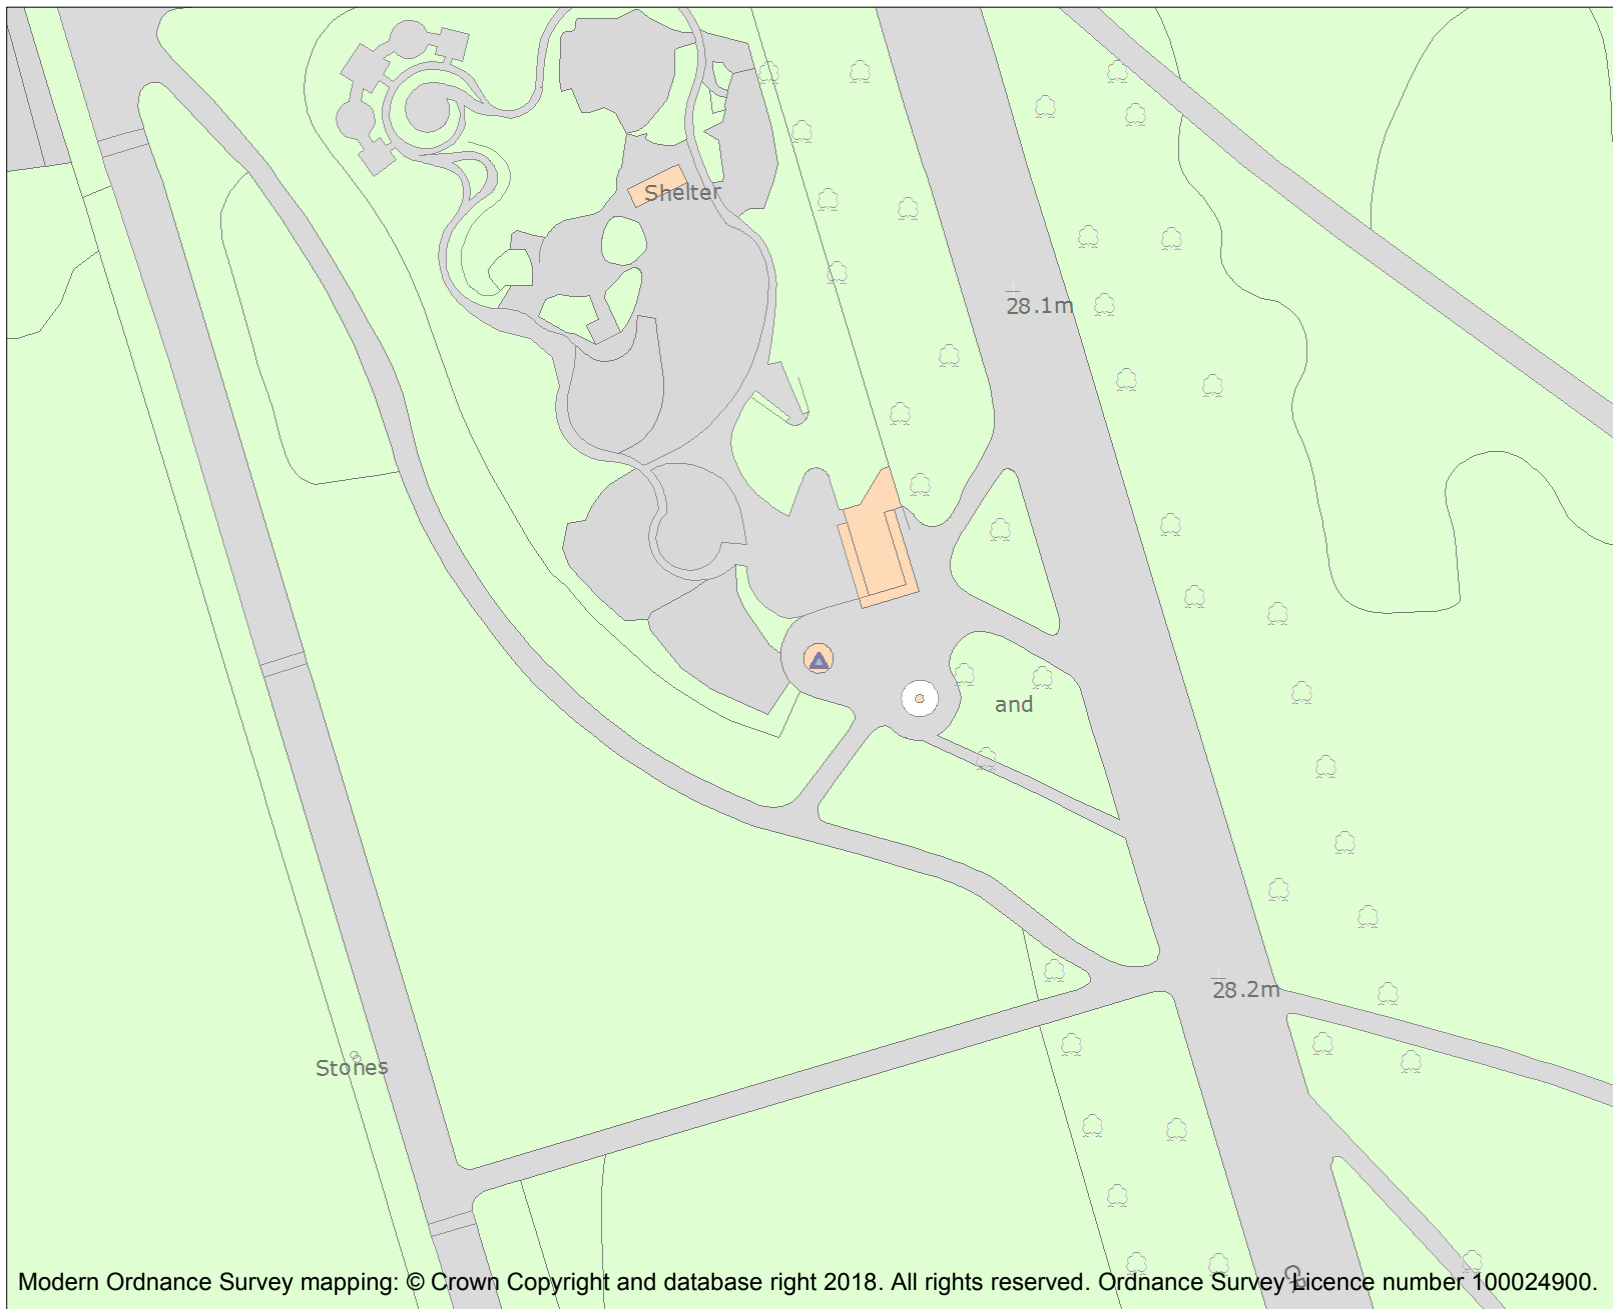 Shelter
28.1m
and
28.2m
Stones
Modern Ordnance Survey mapping: © Crown Copyright and database right 2018. All rights reserved. Ordnance Survey Licence number 100024900.